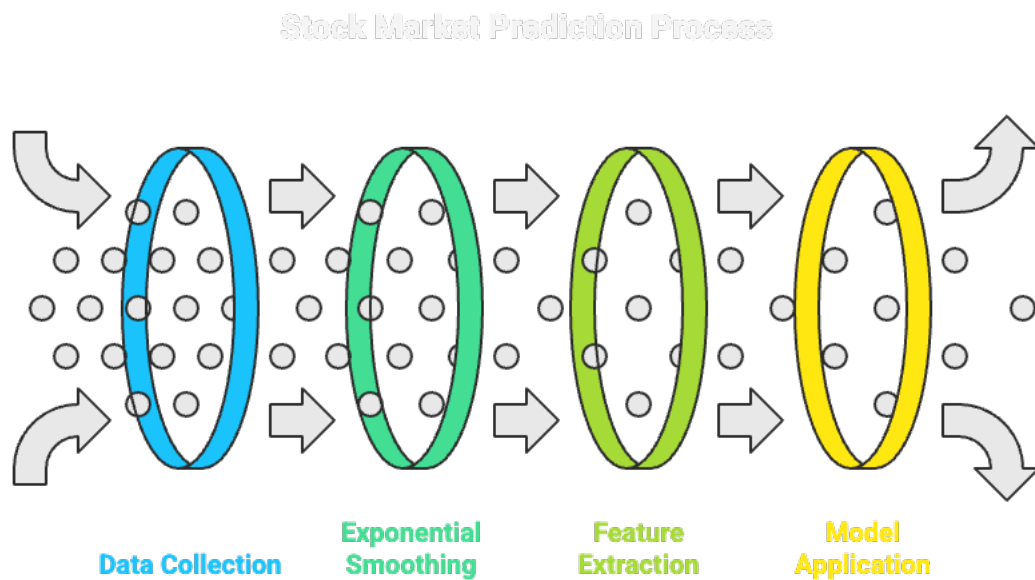 Stock Market Prediction Process
Exponential
Smoothing
Feature
Extraction
Model
Application
Data Collection